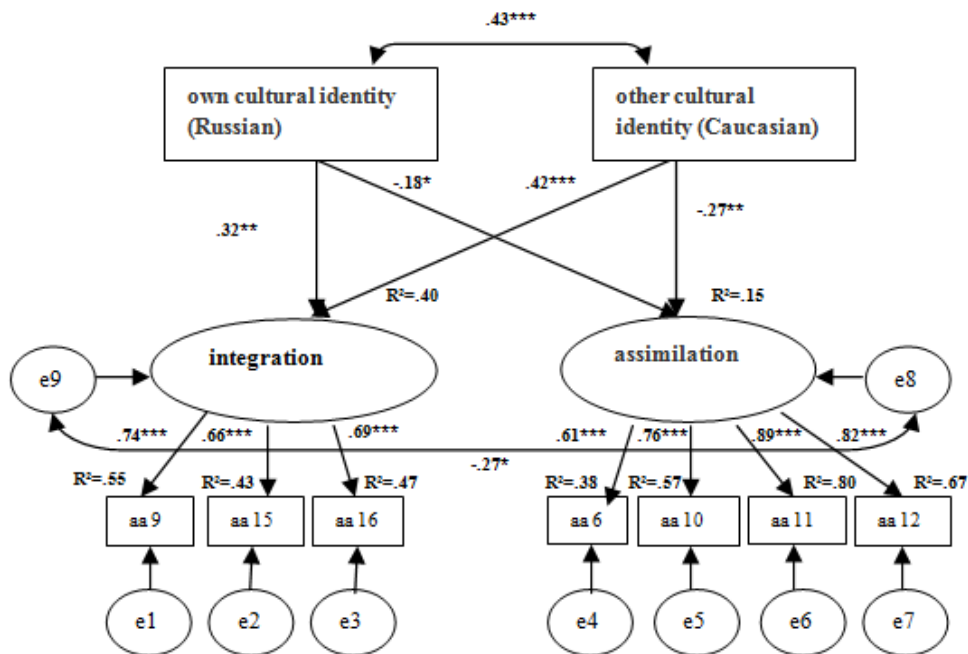 .43***
own cultural identity
(Russian)
other cultural
identity (Caucasian)
-.18*
.42***
.32**
-.27**
R²=.40
R²=.15
integration
assimilation
e9
e8
.74***
.66***
.69***
.61***
.76***
.89***
.82***
-.27*
R²=.55
R²=.43
R²=.47
R²=.38
R²=.57
R²=.80
R²=.67
aa 9
aa 15
aa 16
aa 6
aa 10
aa 11
aa 12
e1
e2
e3
e4
e5
e6
e7